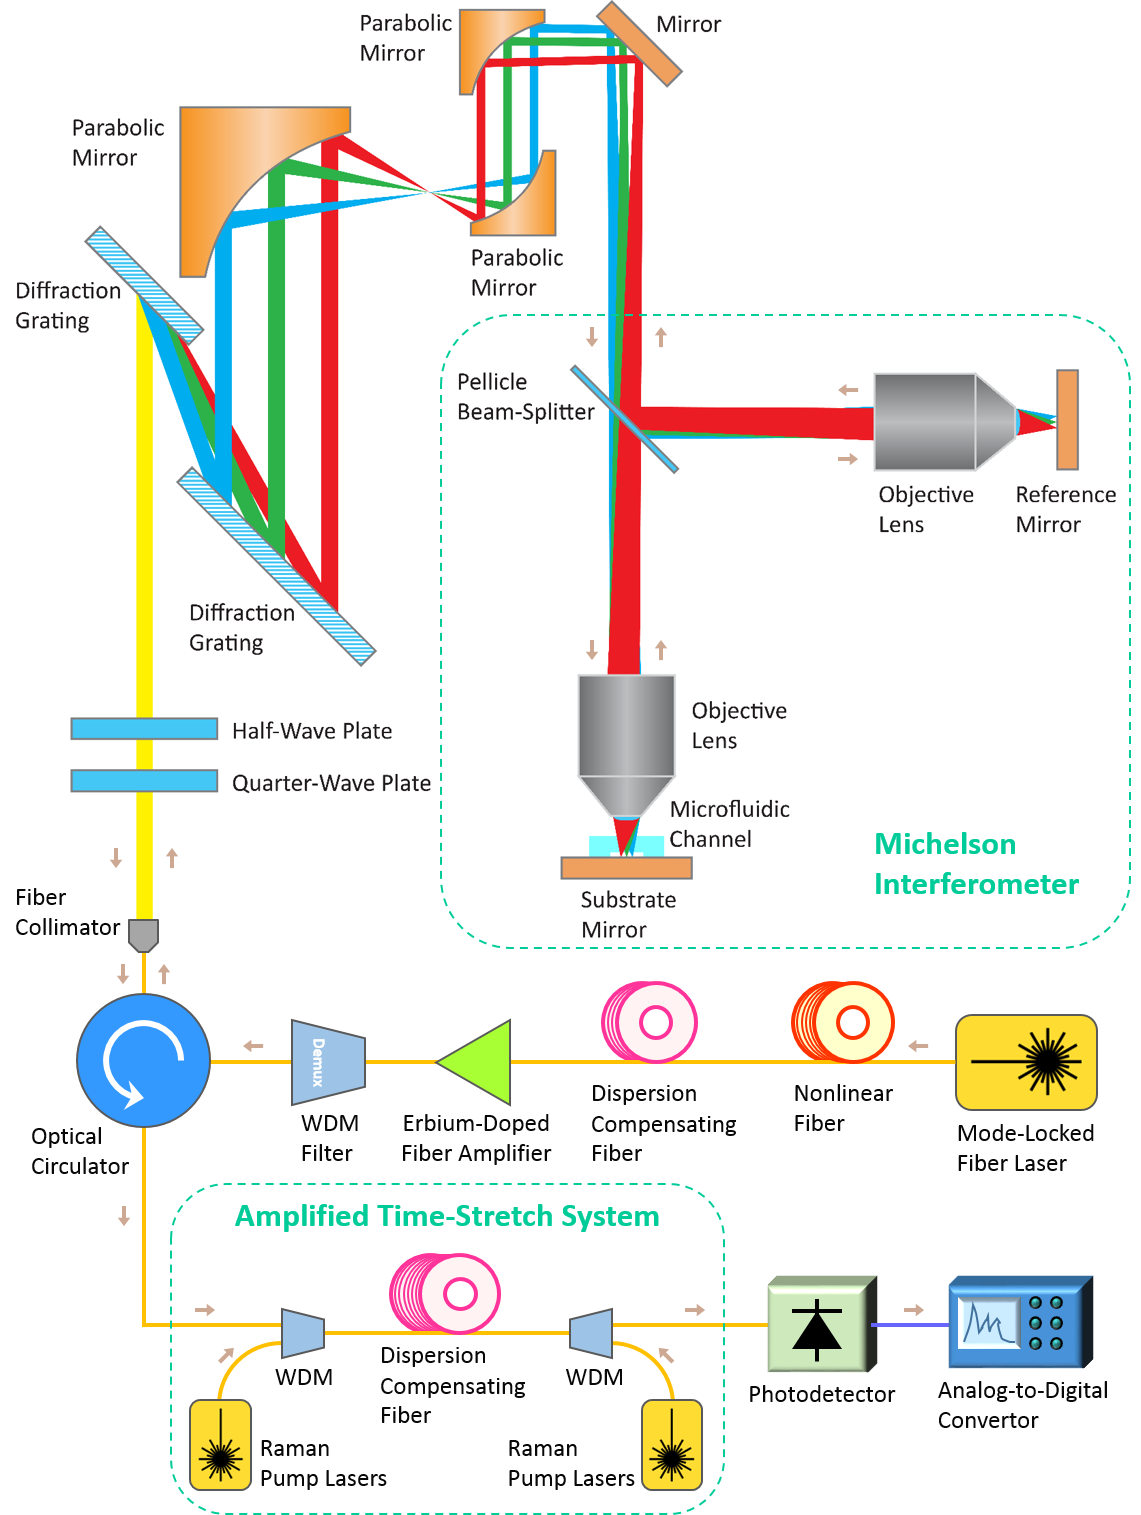 Parabolic
Mirror
Mirror
Parabolic
Mirror
Parabolic
Mirror
Diffraction
Grating
Pellicle
Beam-Splitter
Objective
Lens
Reference
Mirror
Diffraction
Grating
Half-Wave Plate
Quarter-Wave Plate
Objective
Lens
Microfluidic
Channel
Michelson
Interferometer
Substrate
Mirror
Fiber
Collimator
Demux
WDM
Filter
Erbium-Doped
Fiber Amplifier
Dispersion
Compensating
Fiber
Nonlinear
Fiber
Mode-Locked
Fiber Laser
Optical
Circulator
Amplified Time-Stretch System
WDM
Dispersion
Compensating
Fiber
WDM
Raman
Pump Lasers
Raman
Pump Lasers
Photodetector
Analog-to-Digital
Convertor